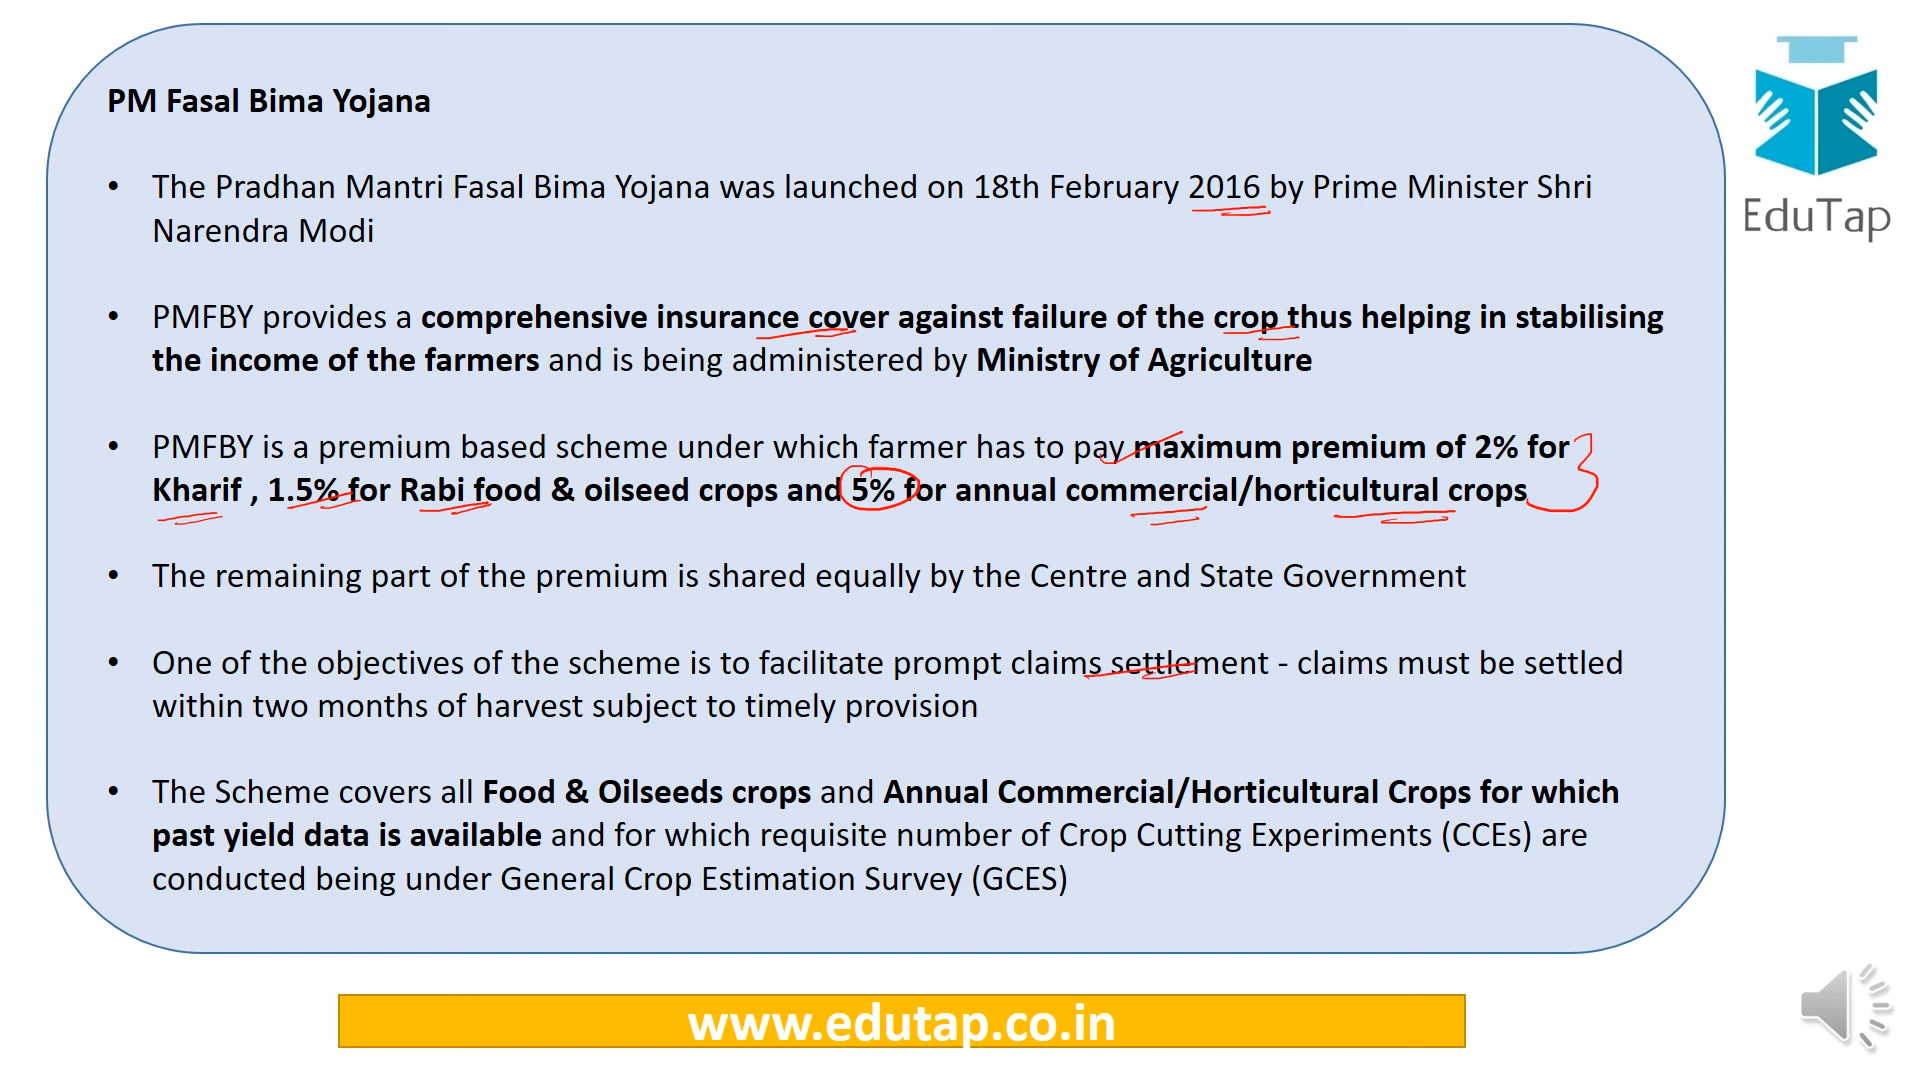 PM Fasal Bima Yojana
• The Pradhan Mantri Fasal Bima Yojana was launched on 18th February 2016 by Prime Minister Shri
Narendra Modi
• PMFBY provides a comprehensive insurance cover against failure of the crop thus helping in stabilising
the income of the farmers and is being administered by Ministry of Agriculture
• PMFBY is a premium based scheme under which farmer has to pay maximum premium of 2% for
Kharif , 1.5% for Rabi food & oilseed crops and 5% for annual commercial/horticultural crops
• The remaining part of the premium is shared equally by the Centre and State Government
• One of the objectives of the scheme is to facilitate prompt claims settlement - claims must be settled
within two months of harvest subject to timely provision
• The Scheme covers all Food & Oilseeds crops and Annual Commercial/Horticultural Crops for which
past yield data is available and for which requisite number of Crop Cutting Experiments (CCEs) are
conducted being under General Crop Estimation Survey (GCES)
EduTap
www.edutap.co.in